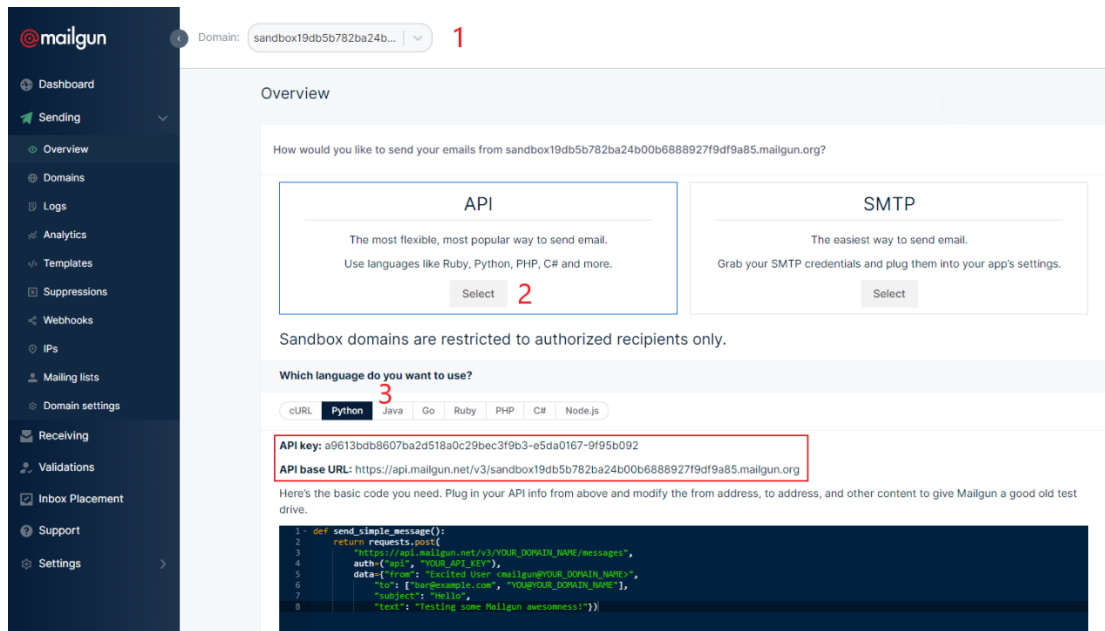 @mailgun
Domain: sandbox19db5b782ba24b... 1
Dashboard
Sending
Overview
Domains
Logs
Analytics
Templates
Suppressions
Webhooks
IPs
Mailing lists
Domain settings
Receiving
Validations
Inbox Placement
Support
Settings
Overview
How would you like to send your emails from sandbox19db5b782ba24b00b6888927f9df9a85.mailgun.org?
API
The most flexible, most popular way to send email.
Use languages like Ruby, Python, PHP, C# and more.
Select 2
SMTP
The easiest way to send email.
Grab your SMTP credentials and plug them into your app's settings.
Select
Sandbox domains are restricted to authorized recipients only.
Which language do you want to use?
3
cURL Python Java Go Ruby PHP C# Node.js
API key: a9613bdb8607ba2d518a0c29bec3f9b3-e5da0167-9f95b092
API base URL: https://api.mailgun.net/v3/sandbox19db5b782ba24b00b6888927f9df9a85.mailgun.org
Here's the basic code you need. Plug in your API info from above and modify the from address, to address, and other content to give Mailgun a good old test
drive.
1 def send_simple_message():
2 return requests.post(
3 "https://api.mailgun.net/v3/YOUR_DOMAIN_NAME/messages",
4 auth=("api", "YOUR_API_KEY"),
5 data={"from": "Excited User <mailgun@YOUR_DOMAIN_NAME>",
6 "to": ["bar@example.com", "YOU@YOUR_DOMAIN_NAME"],
7 "subject": "Hello",
8 "text": "Testing some Mailgun awesomness!"})